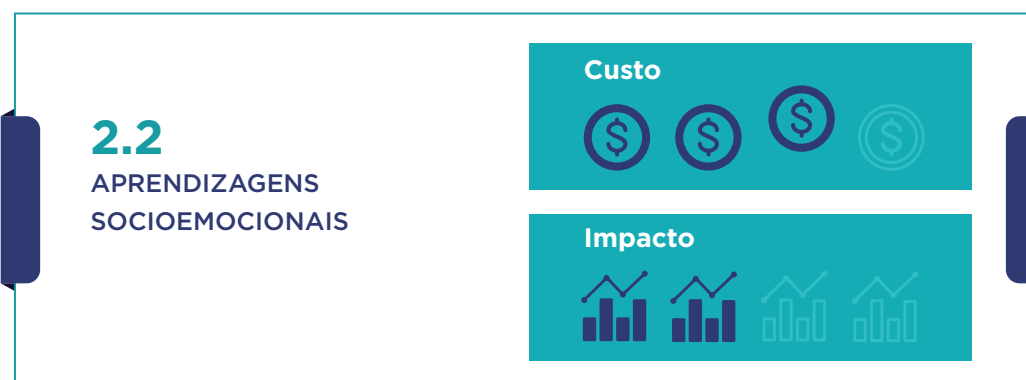 2.2
APRENDIZAGENS
SOCIOEMOCIONAIS
Custo
$ $ $ $
Impacto